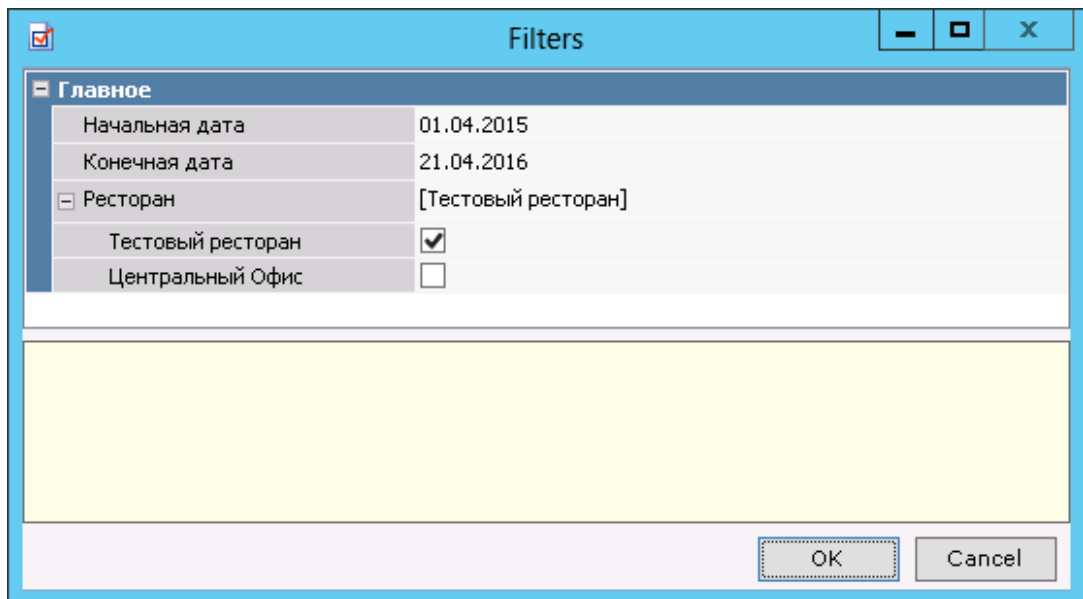 Filters
Главное
Начальная дата 01.04.2015
Конечная дата 21.04.2016
Ресторан [Тестовый ресторан]
Тестовый ресторан
Центральный Офис
OK Cancel